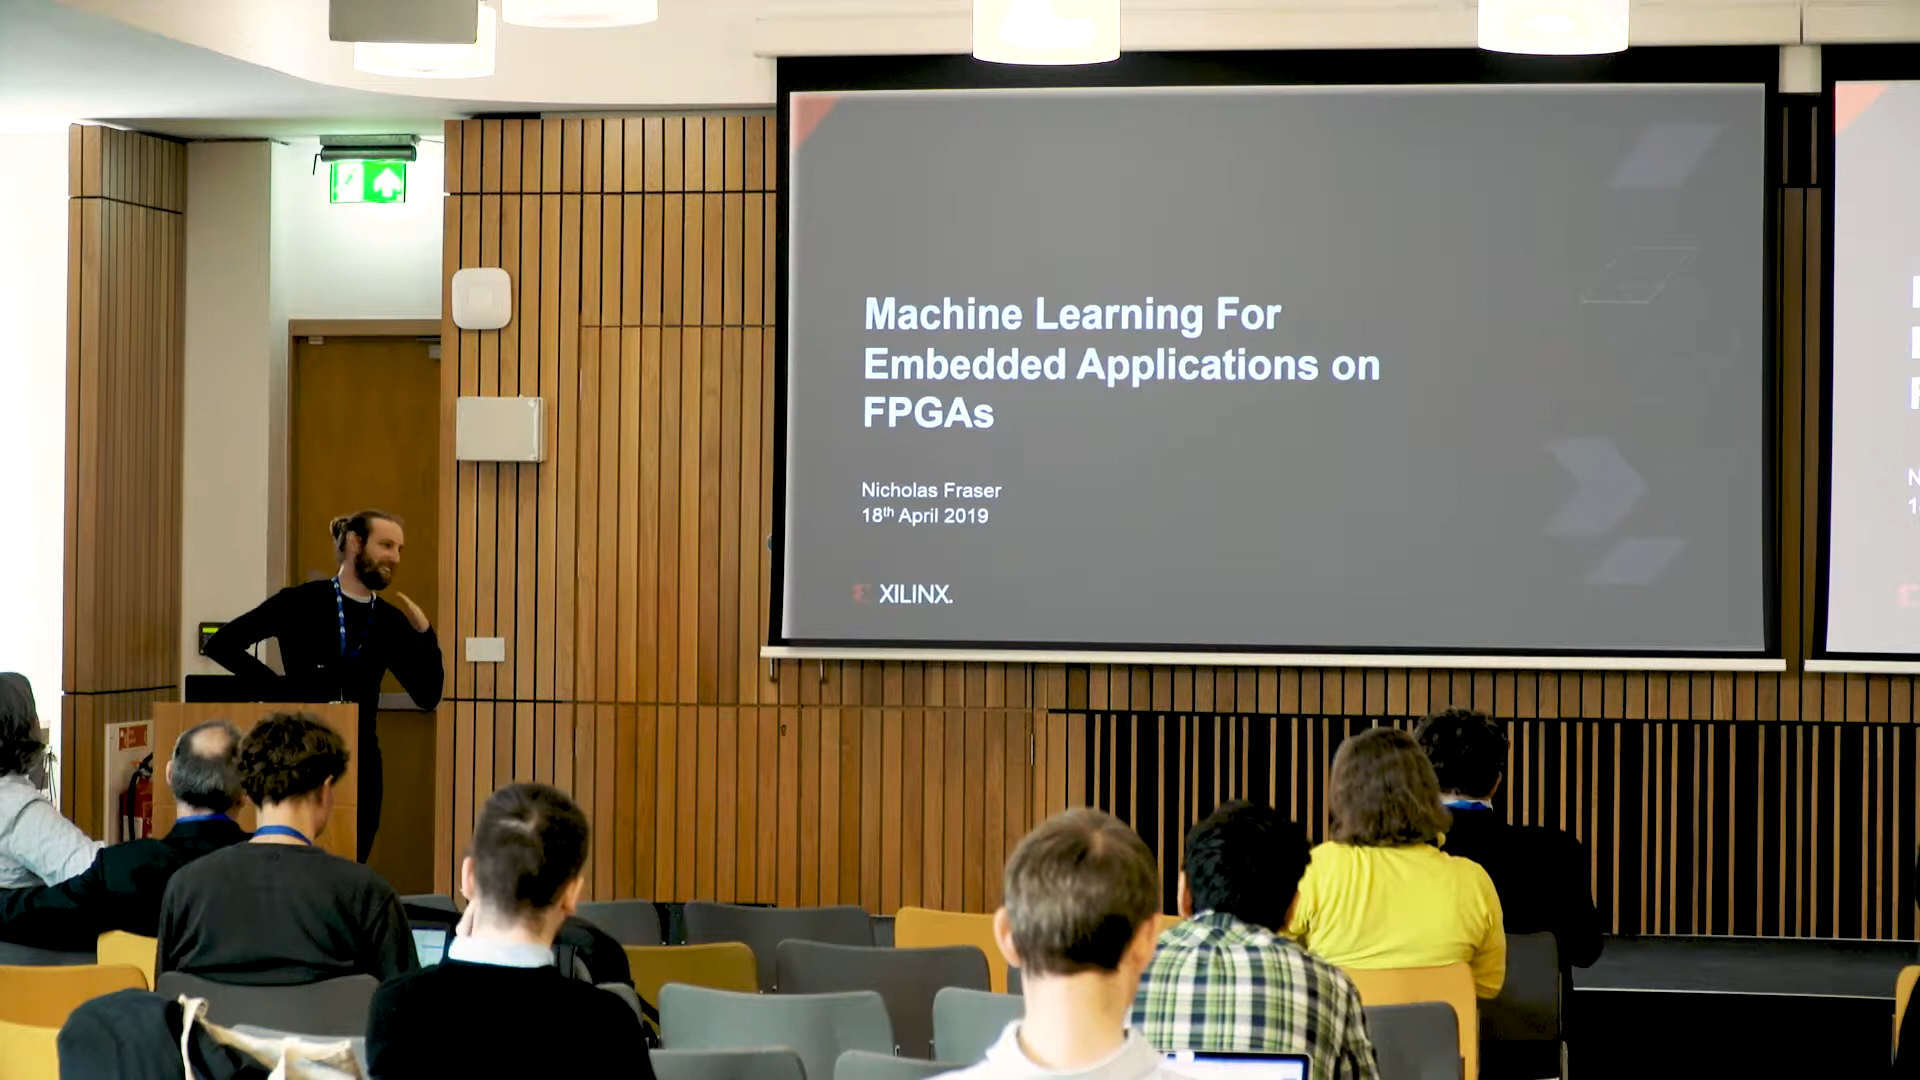 Machine Learning For
Embedded Applications on
FPGAs
Nicholas Fraser
18th April 2019
XILINX.